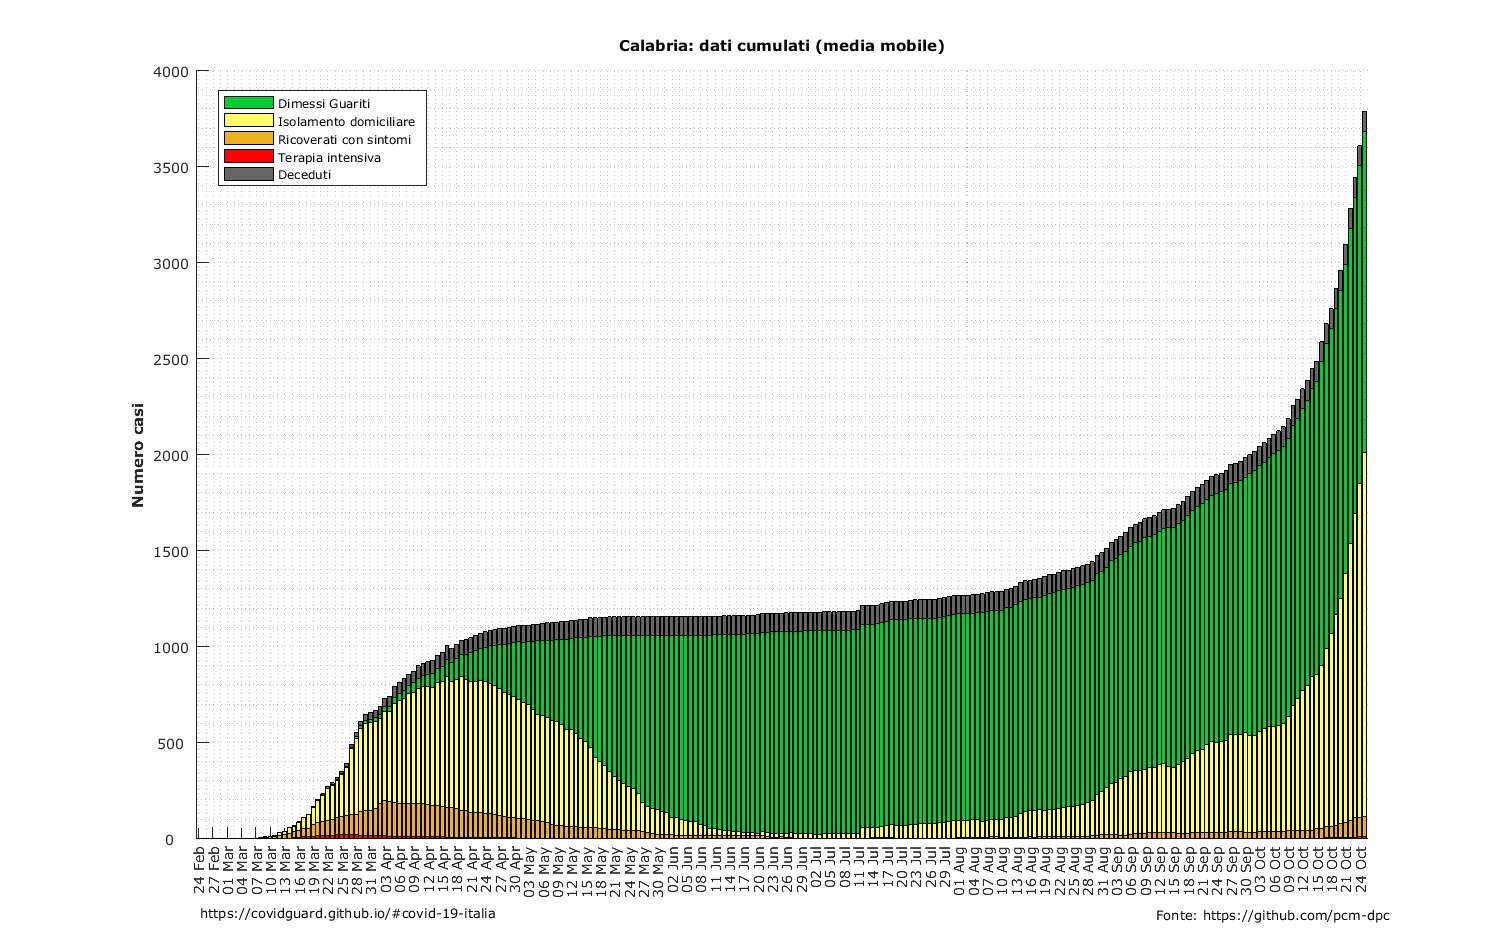 Calabria: dati cumulati (media mobile)
4000
3500
3000
2500
2000
1500
1000
500
0
Numero casi
Dimessi Guariti
Isolamento domiciliare
Ricoverati con sintomi
Terapia intensiva
Deceduti
24 Feb
27 Feb
01 Mar
04 Mar
07 Mar
10 Mar
13 Mar
16 Mar
19 Mar
22 Mar
25 Mar
28 Mar
31 Mar
03 Apr
06 Apr
09 Apr
12 Apr
15 Apr
18 Apr
21 Apr
24 Apr
27 Apr
30 Apr
03 May
06 May
09 May
12 May
15 May
18 May
21 May
24 May
27 May
30 May
02 Jun
05 Jun
08 Jun
11 Jun
14 Jun
17 Jun
20 Jun
23 Jun
26 Jun
29 Jun
02 Jul
05 Jul
08 Jul
11 Jul
14 Jul
17 Jul
20 Jul
23 Jul
26 Jul
29 Jul
01 Aug
04 Aug
07 Aug
10 Aug
13 Aug
16 Aug
19 Aug
22 Aug
25 Aug
28 Aug
31 Aug
03 Sep
06 Sep
09 Sep
12 Sep
15 Sep
18 Sep
21 Sep
24 Sep
27 Sep
30 Sep
03 Oct
06 Oct
09 Oct
12 Oct
15 Oct
18 Oct
21 Oct
24 Oct
https://covidguard.github.io/#covid-19-italia
Fonte: https://github.com/pcm-dpc